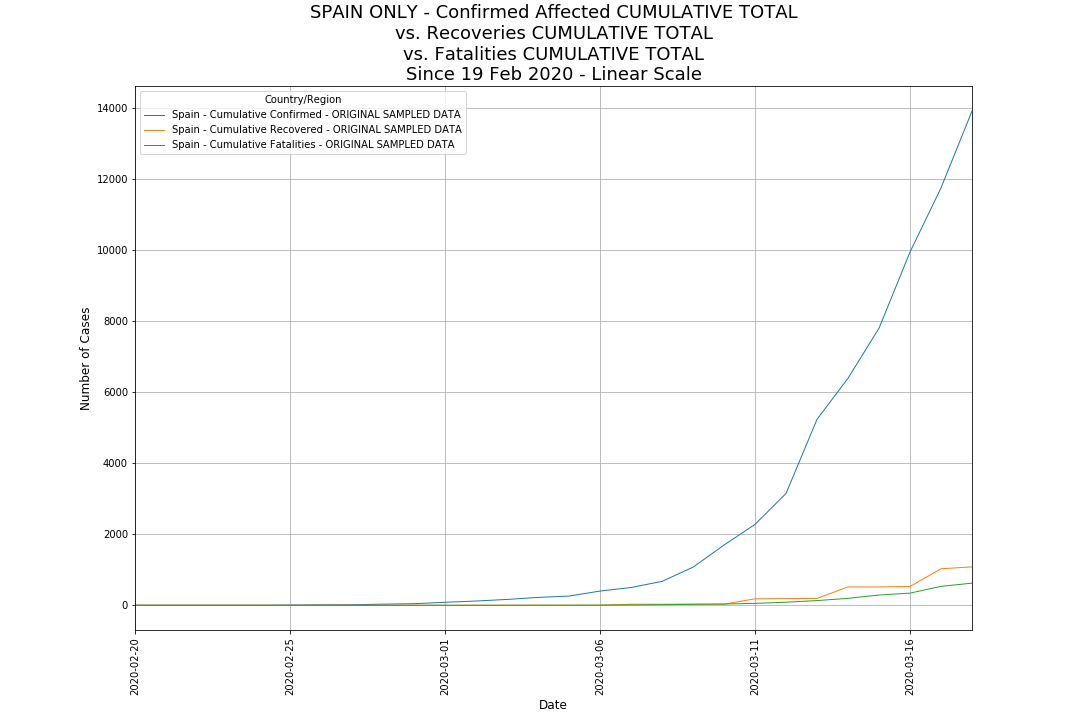 SPAIN ONLY - Confirmed Affected CUMULATIVE TOTAL
vs. Recoveries CUMULATIVE TOTAL
vs. Fatalities CUMULATIVE TOTAL
Since 19 Feb 2020 - Linear Scale
Country/Region
Spain - Cumulative Confirmed - ORIGINAL SAMPLED DATA
Spain - Cumulative Recovered - ORIGINAL SAMPLED DATA
Spain - Cumulative Fatalities - ORIGINAL SAMPLED DATA
Number of Cases
14000
12000
10000
8000
6000
4000
2000
0
2020-02-20
2020-02-25
2020-03-01
2020-03-06
2020-03-11
2020-03-16
Date